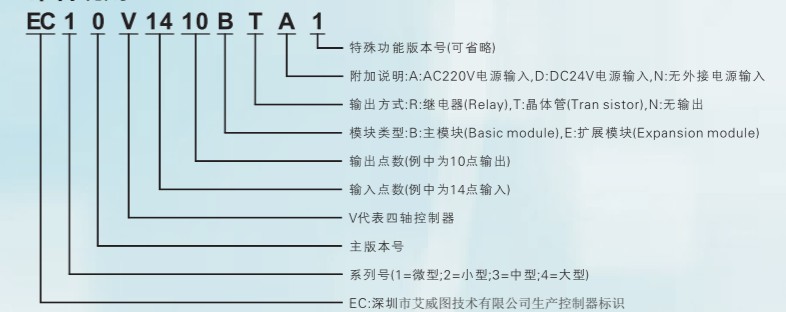 EC 1 0 V 14 10 B T A 1
特殊功能版本号(可省略)
附加说明:A:AC220V电源输入,D:DC24V电源输入,N:无外接电源输入
输出方式:R:继电器(Relay),T:晶体管(Tran sistor),N:无输出
模块类型:B:主模块(Basic module),E:扩展模块(Expansion module)
输出点数(例中为10点输出)
输入点数(例中为14点输入)
V代表四轴控制器
主版本号
系列号(1=微型;2=小型;3=中型;4=大型)
EC:深圳市艾威图技术有限公司生产控制器标识